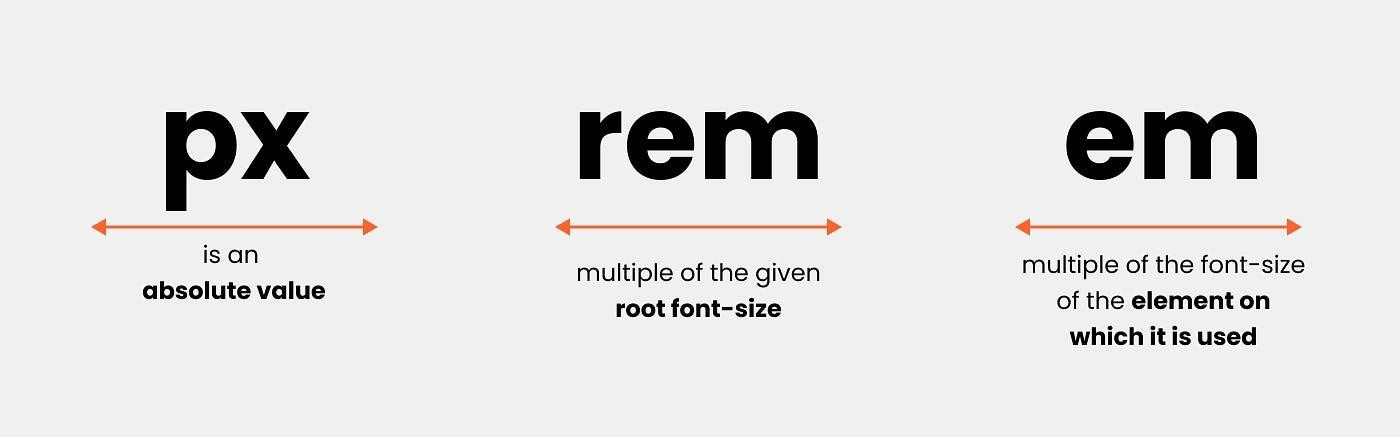 px
is an
absolute value
rem
multiple of the given
root font-size
em
multiple of the font-size
of the element on
which it is used